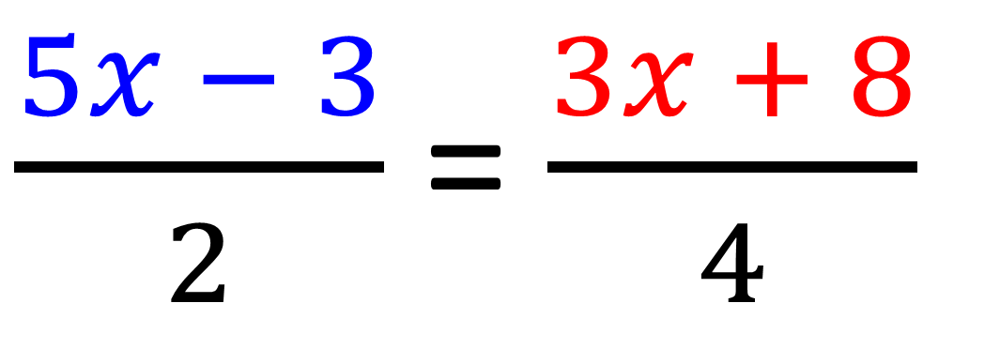 5x − 3 = 3x + 8
2 4